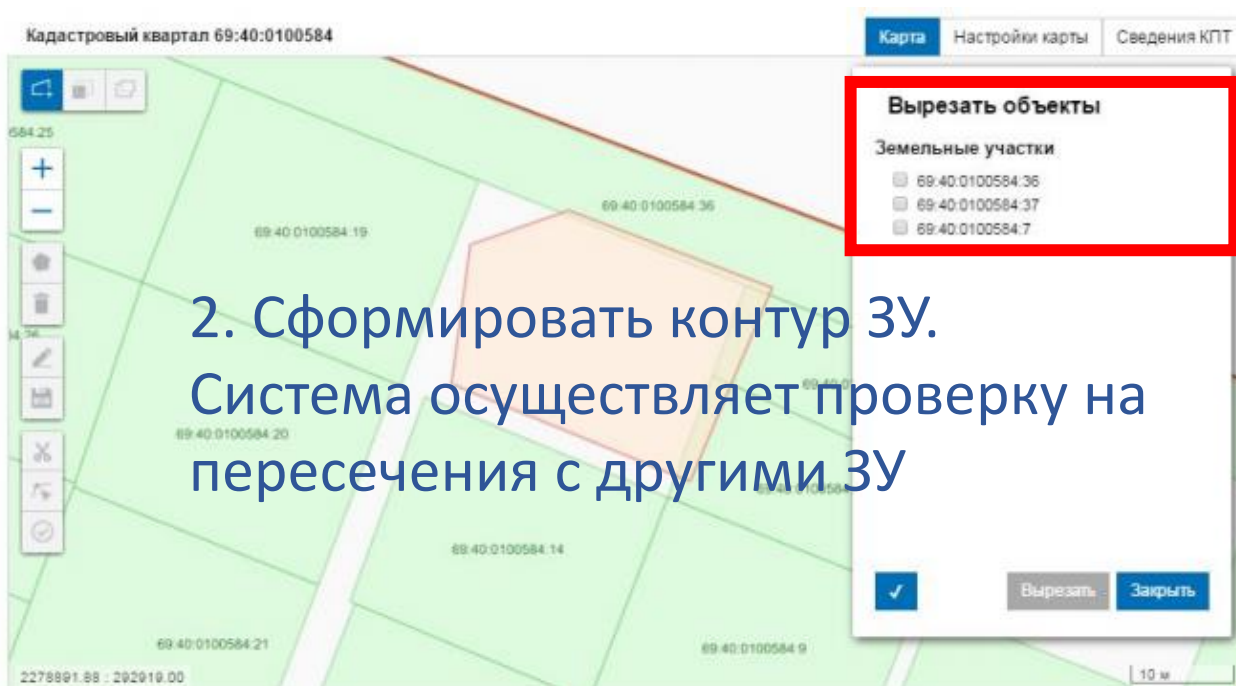 Кадастровый квартал 69:40:0100584
Карта
Настройки карты
Сведения КПТ
Вырезать объекты
Земельные участки
69:40:0100584:36
69:40:0100584:37
69:40:0100584:7
584:25
69:40:0100584:36
69:40:0100584:19
2. Сформировать контур ЗУ.
Система осуществляет проверку на
пересечения с другими ЗУ
69:40:0100584:20
69:40:0100584:14
69:40:0100584:21
69:40:0100584:9
Вырезать
Закрыть
2278891.88 : 292919.00
10 м